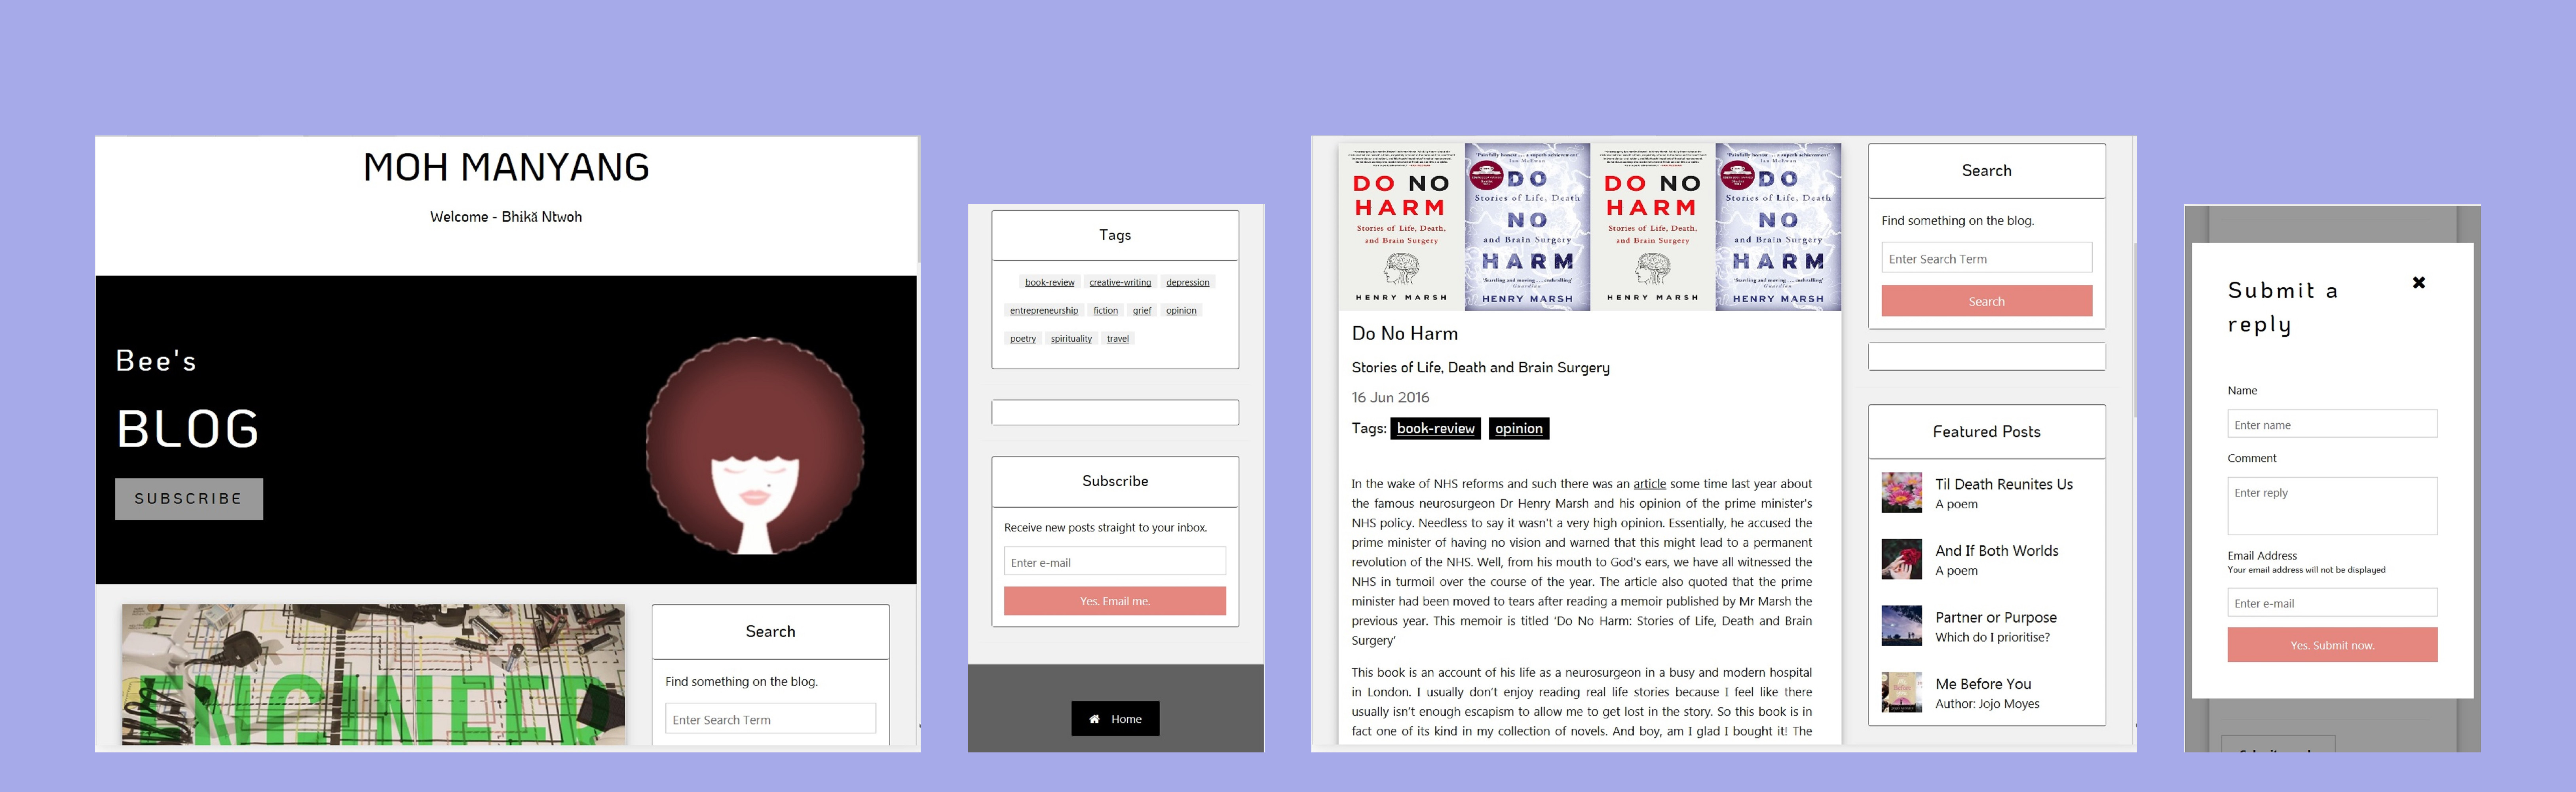 MOH MANYANG
Welcome - Bhikă Ntwoh
Bee's
BLOG
SUBSCRIBE
ENGINEER
Search
Find something on the blog.
Enter Search Term
Tags
book-review creative-writing depression
entrepreneurship fiction grief opinion
poetry spirituality travel
Subscribe
Receive new posts straight to your inbox.
Enter e-mail
Yes. Email me.
Home
DO NO
HARM
Stories of Life, Death,
and Brain Surgery
HENRY MARSH
'Painfully honest ... a superb achievement'
Ian McEwan
DO
Stories of Life, Death
NO
and Brain Surgery
HARM
Guardian
HENRY MARSH
DO NO
HARM
Stories of Life, Death,
and Brain Surgery
HENRY MARSH
'Painfully honest ... a superb achievement'
Ian McEwan
DO
Stories of Life, Death
NO
and Brain Surgery
HARM
Guardian
HENRY MARSH
Do No Harm
Stories of Life, Death and Brain Surgery
16 Jun 2016
Tags: book-review opinion
In the wake of NHS reforms and such there was an article some time last year about
the famous neurosurgeon Dr Henry Marsh and his opinion of the prime minister's
NHS policy. Needless to say it wasn't a very high opinion. Essentially, he accused the
prime minister of having no vision and warned that this might lead to a permanent
revolution of the NHS. Well, from his mouth to God's ears, we have all witnessed the
NHS in turmoil over the course of the year. The article also quoted that the prime
minister had been moved to tears after reading a memoir published by Mr Marsh the
previous year. This memoir is titled 'Do No Harm: Stories of Life, Death and Brain
Surgery'
This book is an account of his life as a neurosurgeon in a busy and modern hospital
in London. I usually don't enjoy reading real life stories because I feel like there
usually isn't enough escapism to allow me to get lost in the story. So this book is in
fact one of its kind in my collection of novels. And boy, am I glad I bought it! The
Search
Find something on the blog.
Enter Search Term
Search
Featured Posts
Til Death Reunites Us
A poem
And If Both Worlds
A poem
Partner or Purpose
Which do I prioritise?
Me Before You
Author: Jojo Moyes
Submit a
reply
Name
Enter name
Comment
Enter reply
Email Address
Your email address will not be displayed
Enter e-mail
Yes. Submit now.